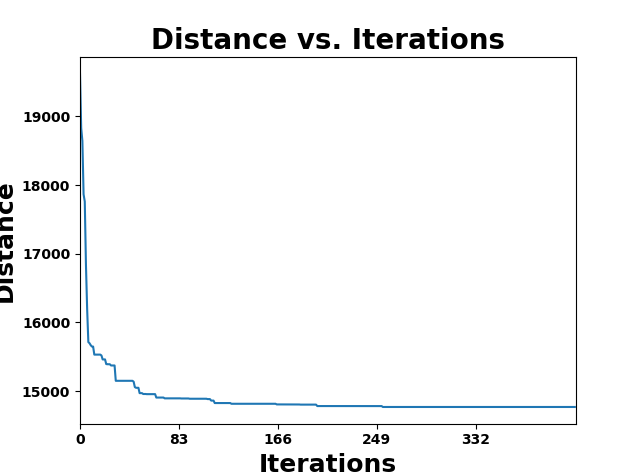 Distance vs. Iterations
19000
18000
17000
16000
15000
Distance
0 83 166 249 332
Iterations